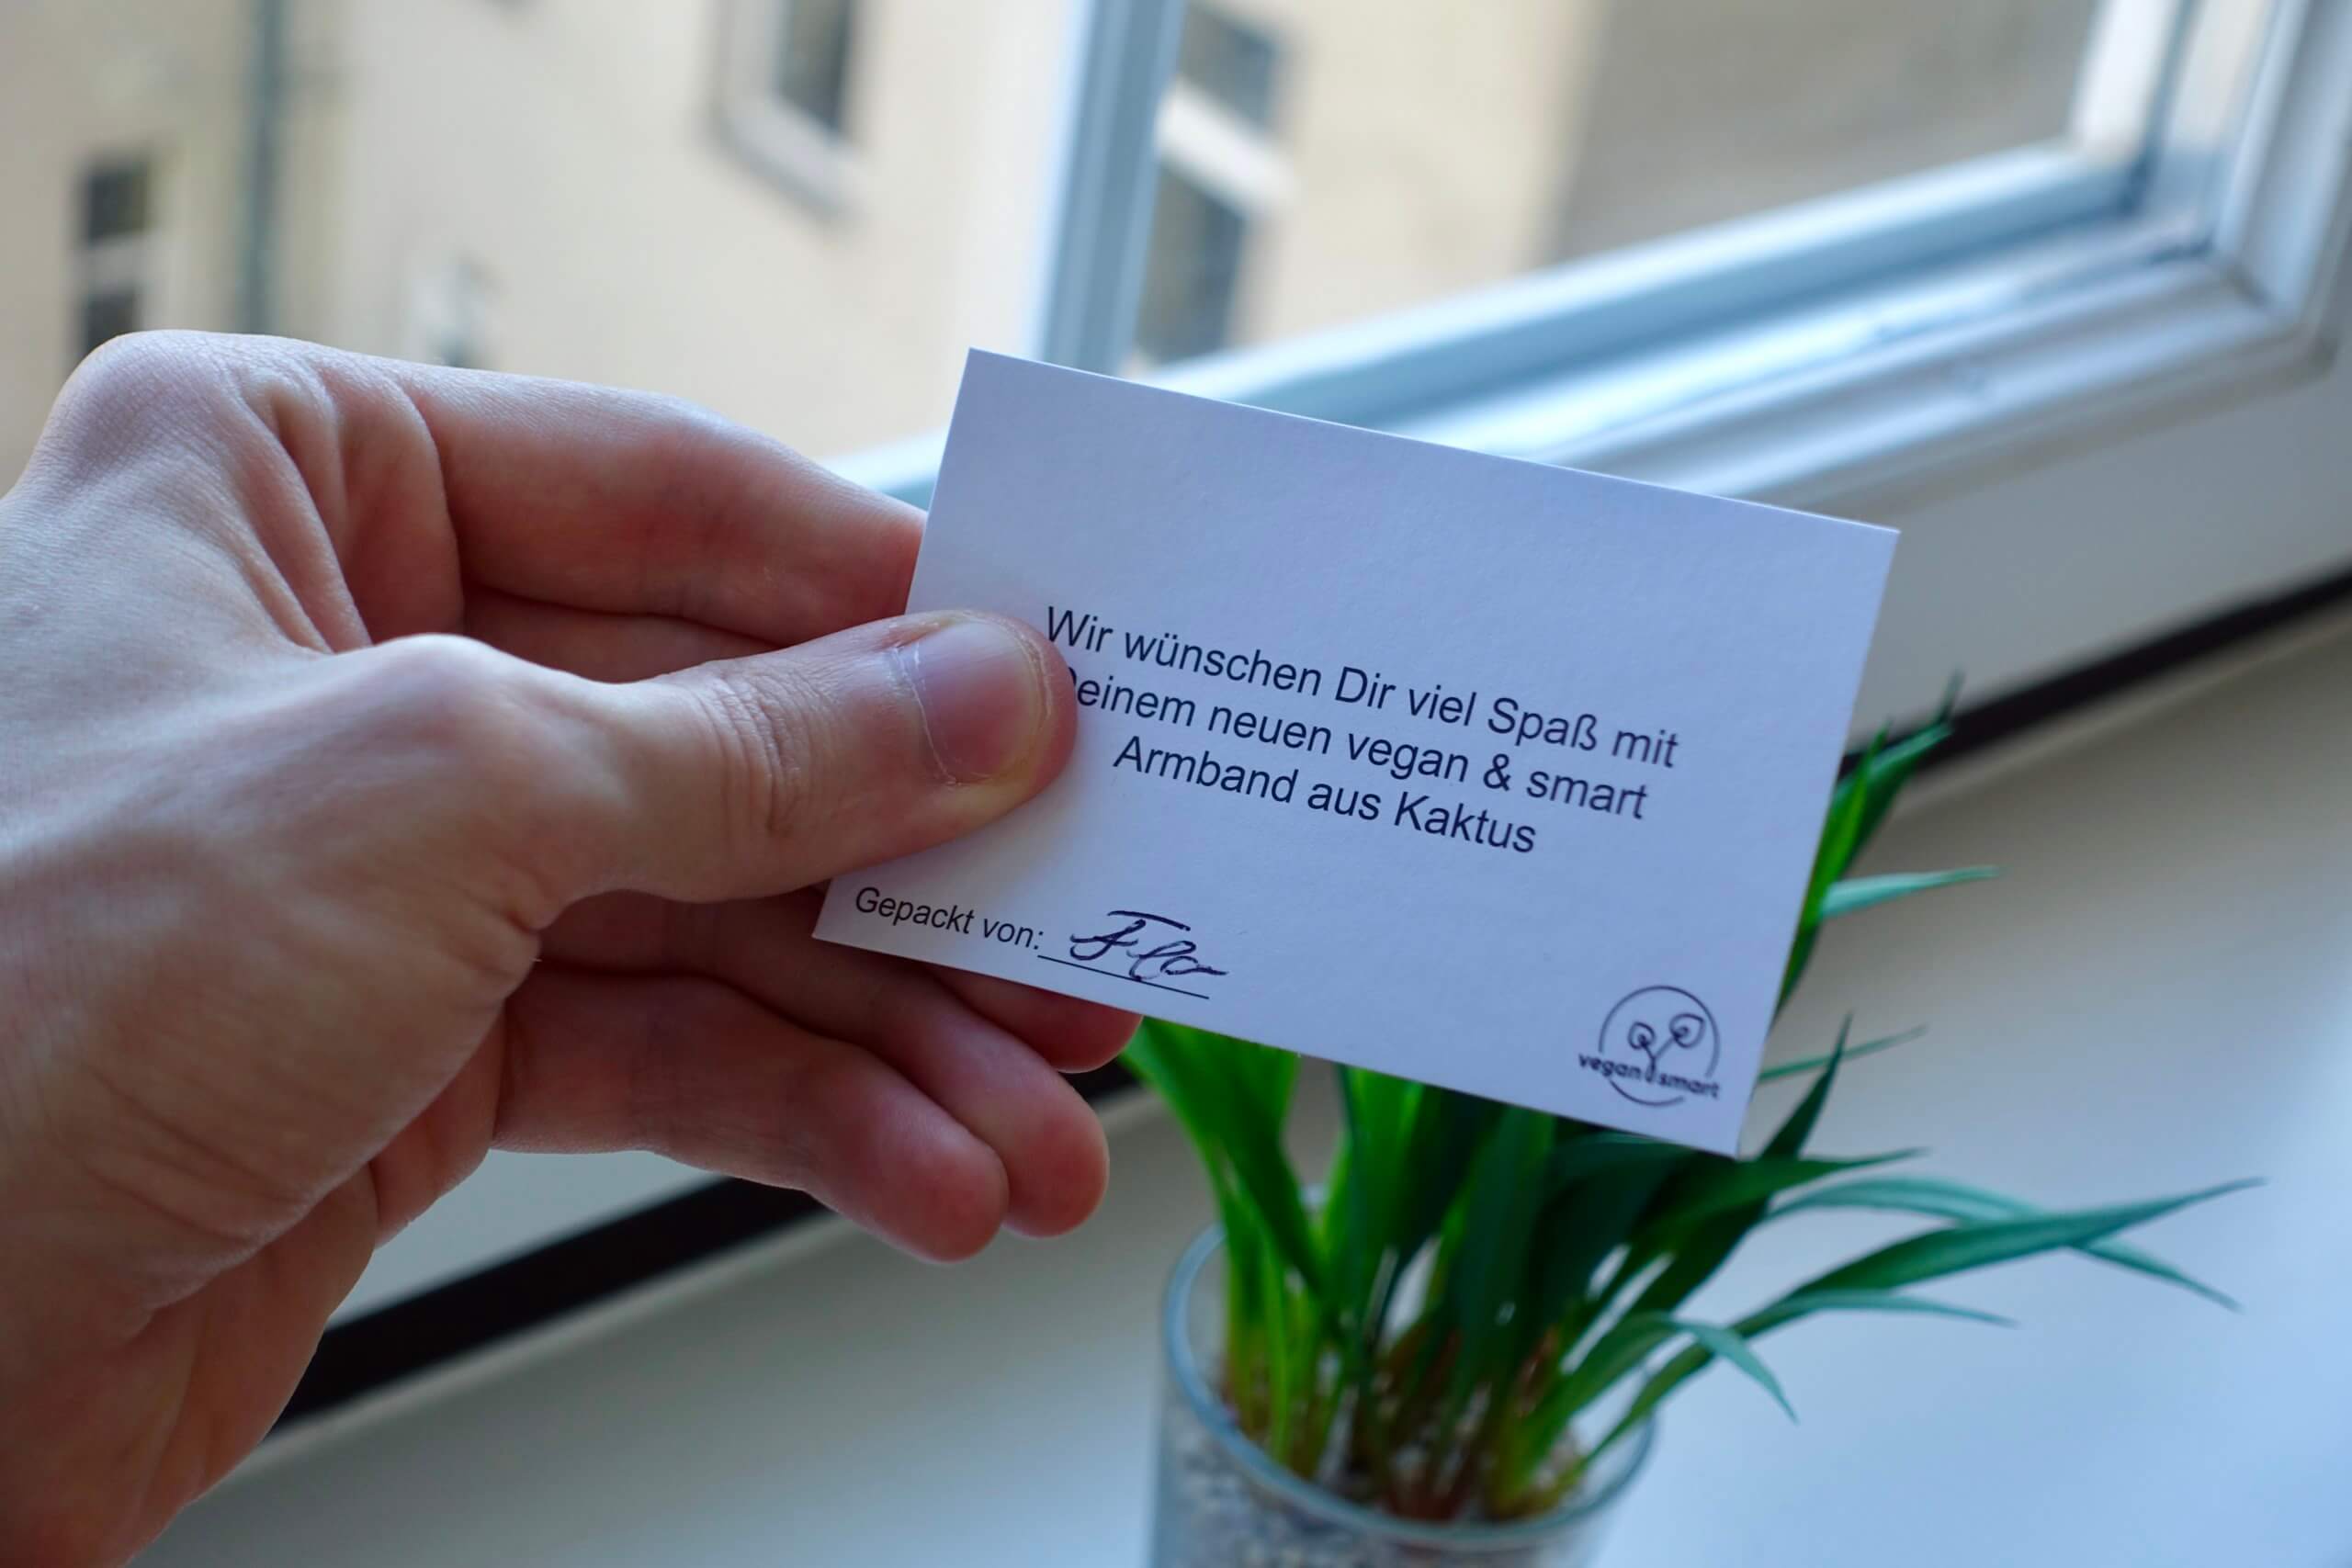 Wir wünschen Dir viel Spaß mit
Deinem neuen vegan & smart
Armband aus Kaktus
Gepackt von: Flo
vegan & smart